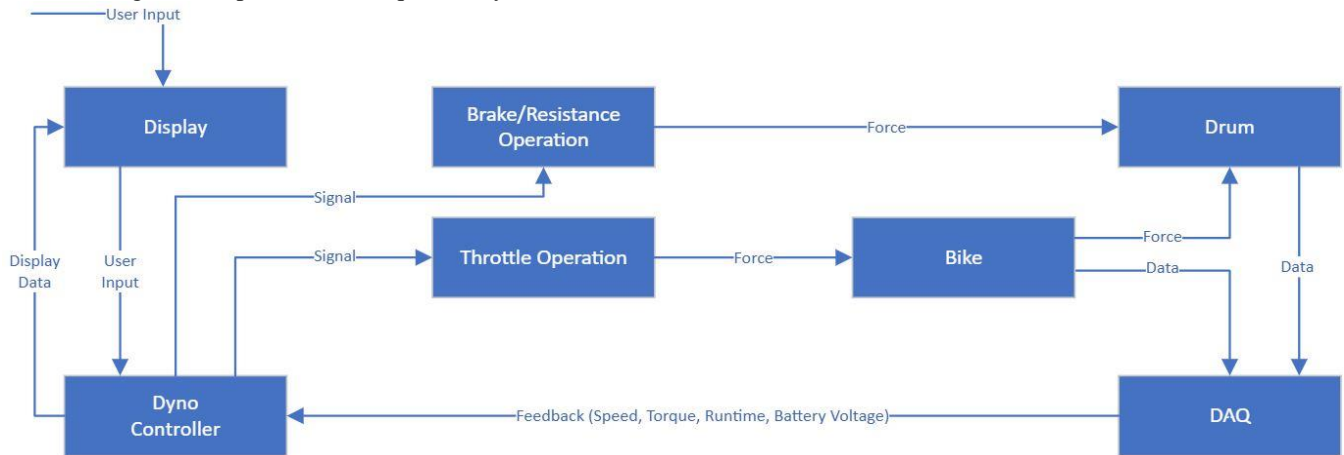 User Input
Display
Brake/Resistance
Operation
Force
Drum
Signal
Signal
Throttle Operation
Force
Bike
Force
Data
Display
Data
User
Input
Data
Dyno
Controller
Feedback (Speed, Torque, Runtime, Battery Voltage)
DAQ